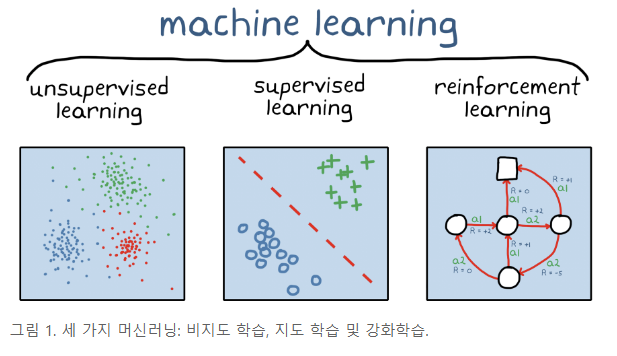 machine learning
unsupervised
learning
supervised
learning
reinforcement
learning
R = +1
a1
R = 0
a1
R = +2
a1
R = +2
a2
R = +1
a1
a2
R = 0
a2
R = -5
그림 1. 세 가지 머신러닝: 비지도 학습, 지도 학습 및 강화학습.